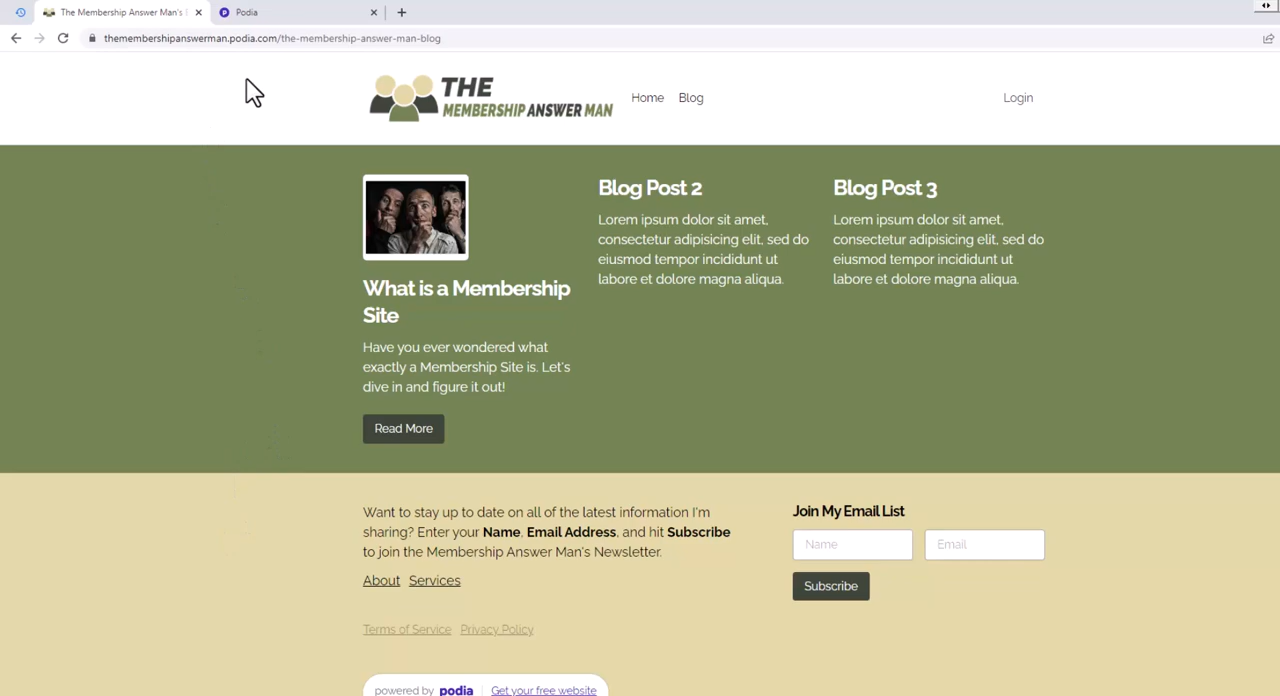 The Membership Answer Man's
Podia
themembershipanswerman.podia.com/the-membership-answer-man-blog
THE
MEMBERSHIP ANSWER MAN
Home Blog
Login
What is a Membership
Site
Have you ever wondered what
exactly a Membership Site is. Let's
dive in and figure it out!
Read More
Blog Post 2
Lorem ipsum dolor sit amet,
consectetur adipisicing elit, sed do
eiusmod tempor incididunt ut
labore et dolore magna aliqua.
Blog Post 3
Lorem ipsum dolor sit amet,
consectetur adipisicing elit, sed do
eiusmod tempor incididunt ut
labore et dolore magna aliqua.
Want to stay up to date on all of the latest information I'm
sharing? Enter your Name, Email Address, and hit Subscribe
to join the Membership Answer Man's Newsletter.
About Services
Join My Email List
Name Email
Subscribe
Terms of Service Privacy Policy
powered by podia Get your free website